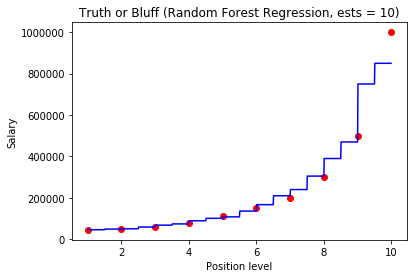 Truth or Bluff (Random Forest Regression, ests = 10)
1000000
800000
600000
400000
200000
0
Salary
2 4 6 8 10
Position level